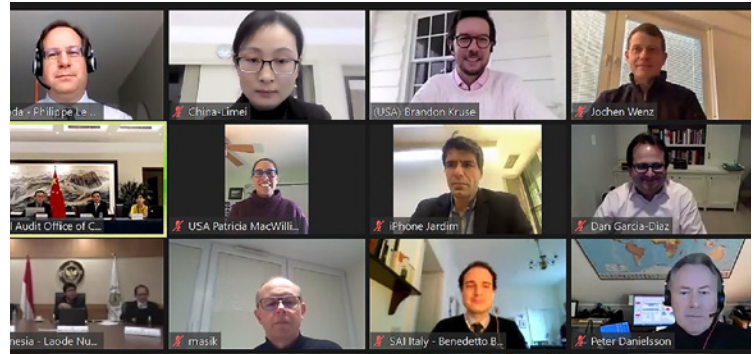 da - Philippe Le ...
China-Limei
(USA) Brandon Kruse
Jochen Wenz
l Audit Office of C...
USA Patricia MacWilli...
iPhone Jardim
Dani Garcia-Diaz
nesia - Laode Nu...
masik
SAI Italy - Benedetto B...
Peter Danielsson